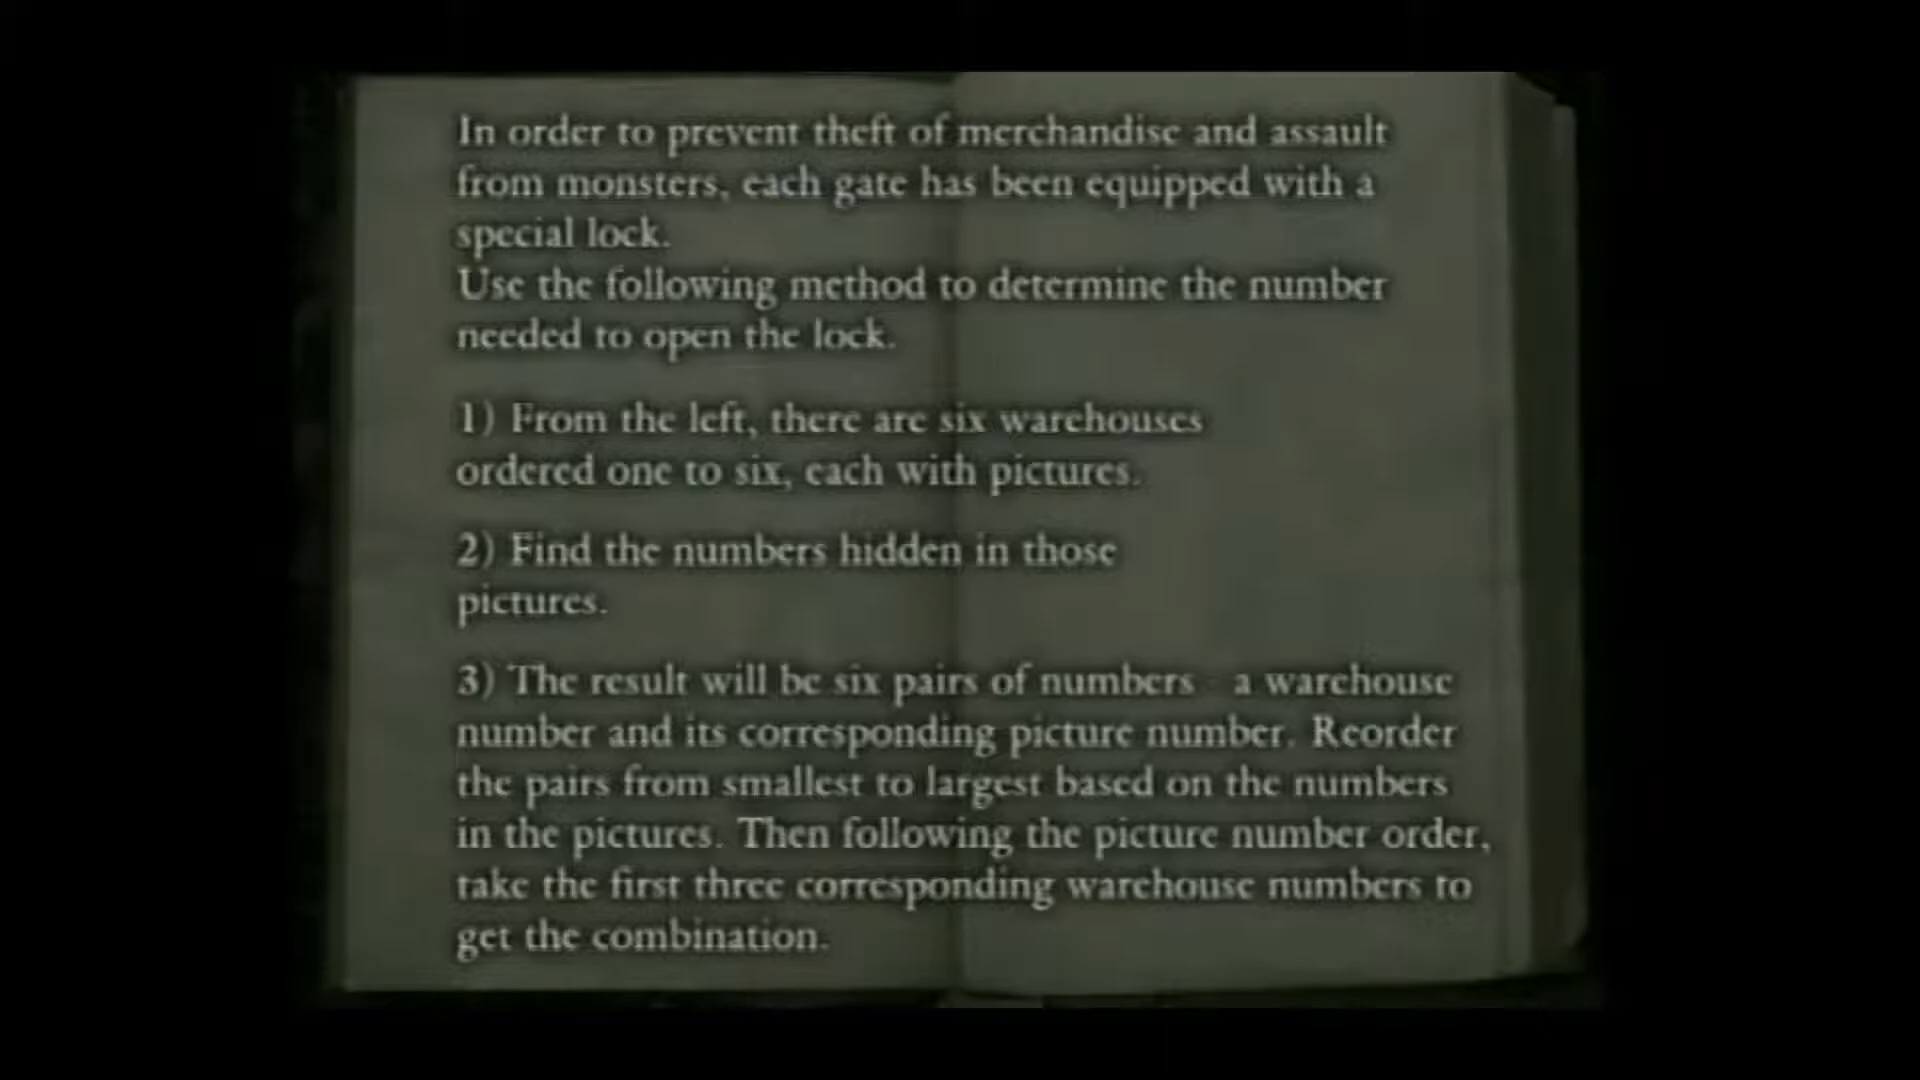 In order to prevent theft of merchandise and assault
from monsters, each gate has been equipped with a
special lock.
Use the following method to determine the number
needed to open the lock.
1) From the left, there are six warehouses
ordered one to six, each with pictures.
2) Find the numbers hidden in those
pictures.
3) The result will be six pairs of numbers - a warehouse
number and its corresponding picture number. Reorder
the pairs from smallest to largest based on the numbers
in the pictures. Then following the picture number order,
take the first three corresponding warehouse numbers to
get the combination.